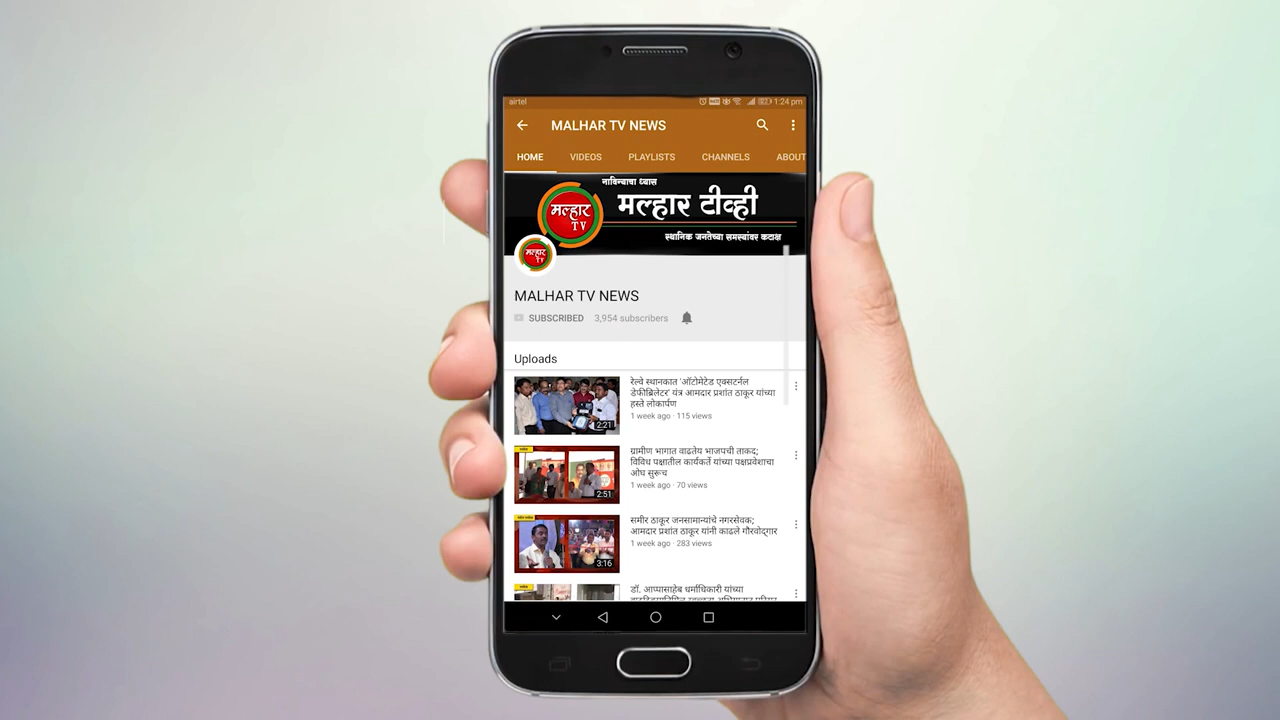 airtel 1:24 pm
MALHAR TV NEWS
HOME VIDEOS PLAYLISTS CHANNELS ABOUT
नाविन्याचा ध्यास
मल्हार टीव्ही
मल्हार
TV
स्थानिक जनतेच्या समस्यांवर कटाक्ष
मल्हार
TV
MALHAR TV NEWS
SUBSCRIBED 3,954 subscribers
Uploads
रेल्वे स्थानकात 'ऑटोमेटेड एक्सटर्नल
डेफीब्रिलेटर' यंत्र आमदार प्रशांत ठाकूर यांच्या
हस्ते लोकार्पण
1 week ago · 115 views
2:21
ग्रामीण भागात वाढतेय भाजपची ताकद;
विविध पक्षातील कार्यकर्ते यांच्या पक्षप्रवेशाचा
ओघ सुरूच
1 week ago · 70 views
2:51
समीर ठाकूर जनसामान्यांचे नगरसेवक;
आमदार प्रशांत ठाकूर यांनी काढले गौरवोद्गार
1 week ago · 283 views
3:16
डॉ. आप्पासाहेब धर्माधिकारी यांच्या